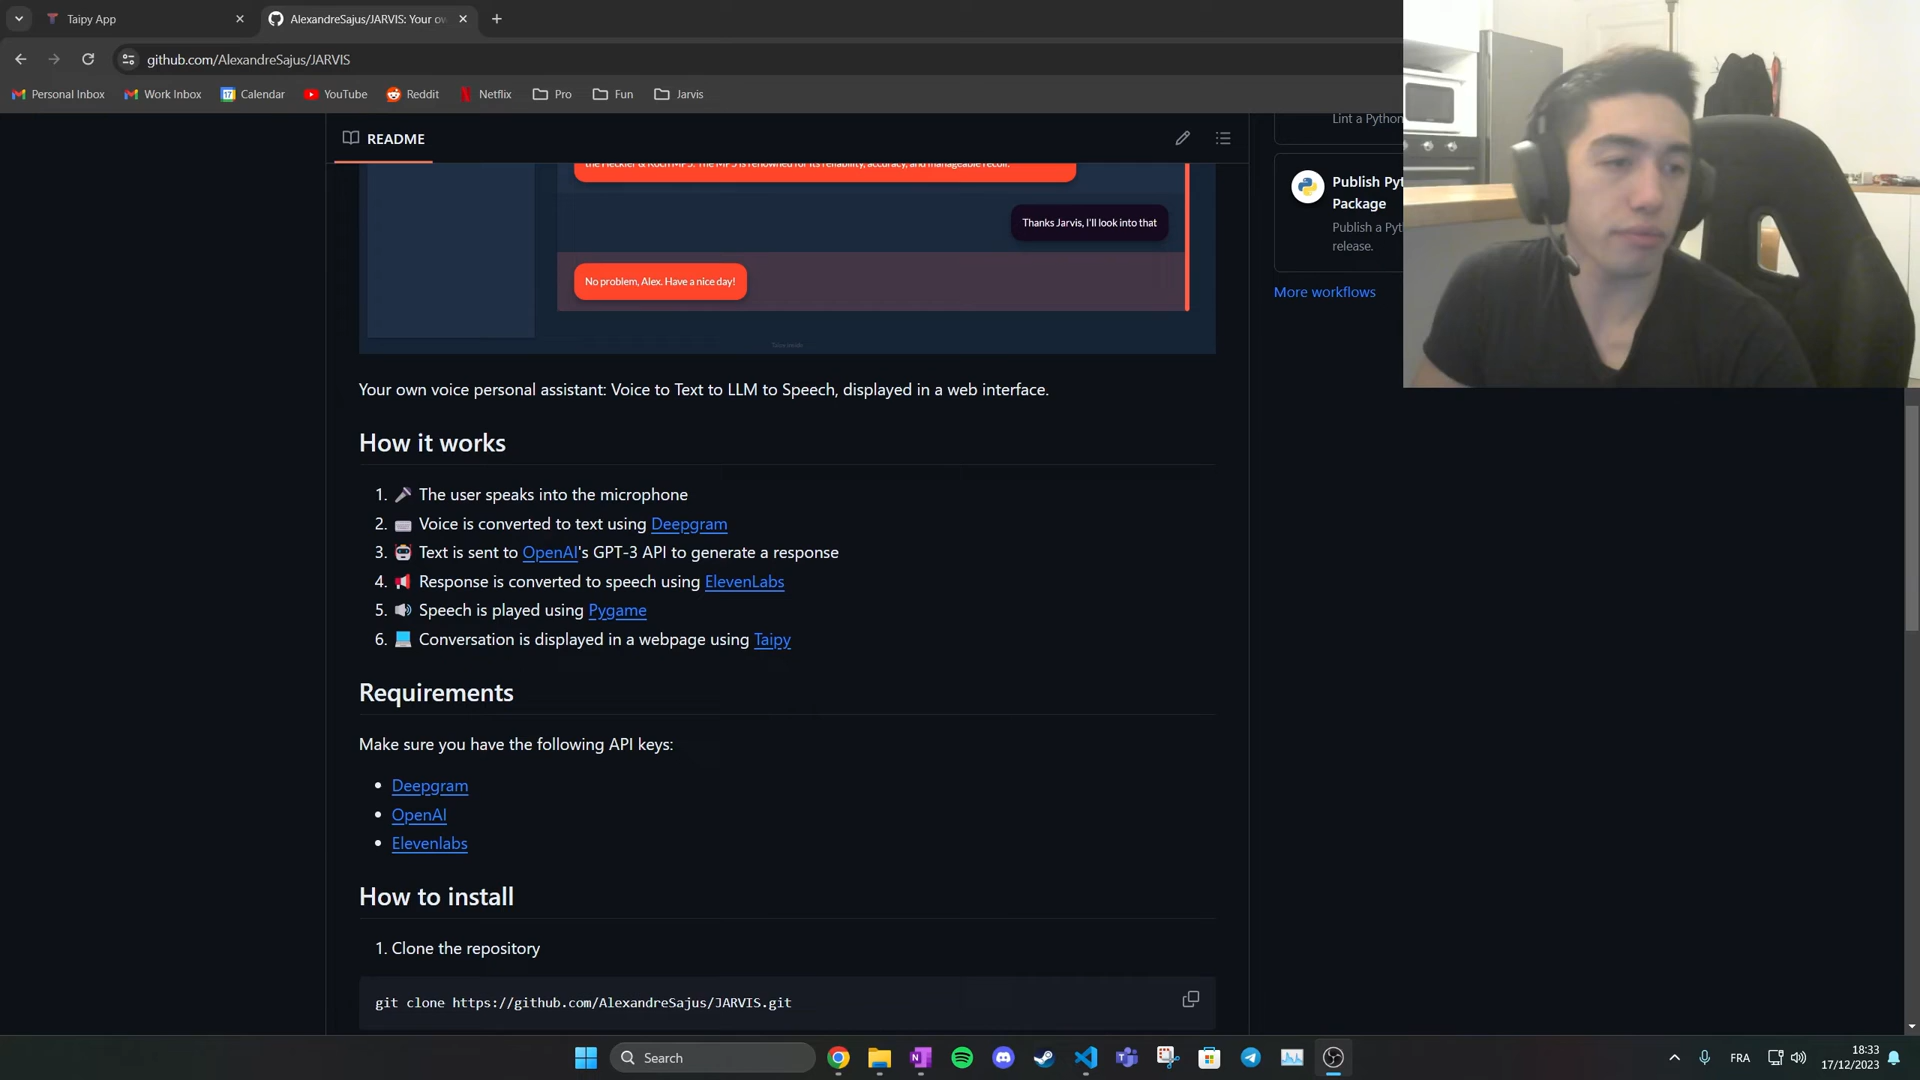 Taipy App
AlexandreSajus/JARVIS: Your ow
github.com/AlexandreSajus/JARVIS
Personal Inbox
Work Inbox
Calendar
YouTube
Reddit
Netflix
Pro
Fun
Jarvis
README
Lint a Python
Publish Pyt
Package
Publish a Pyt
release.
More workflows
Thanks Jarvis, I'll look into that
No problem, Alex. Have a nice day!
Your own voice personal assistant: Voice to Text to LLM to Speech, displayed in a web interface.
How it works
1. The user speaks into the microphone
2. Voice is converted to text using Deepgram
3. Text is sent to OpenAI's GPT-3 API to generate a response
4. Response is converted to speech using ElevenLabs
5. Speech is played using Pygame
6. Conversation is displayed in a webpage using Taipy
Requirements
Make sure you have the following API keys:
Deepgram
OpenAI
Elevenlabs
How to install
1. Clone the repository
git clone https://github.com/AlexandreSajus/JARVIS.git
Search
FRA
18:33
17/12/2023